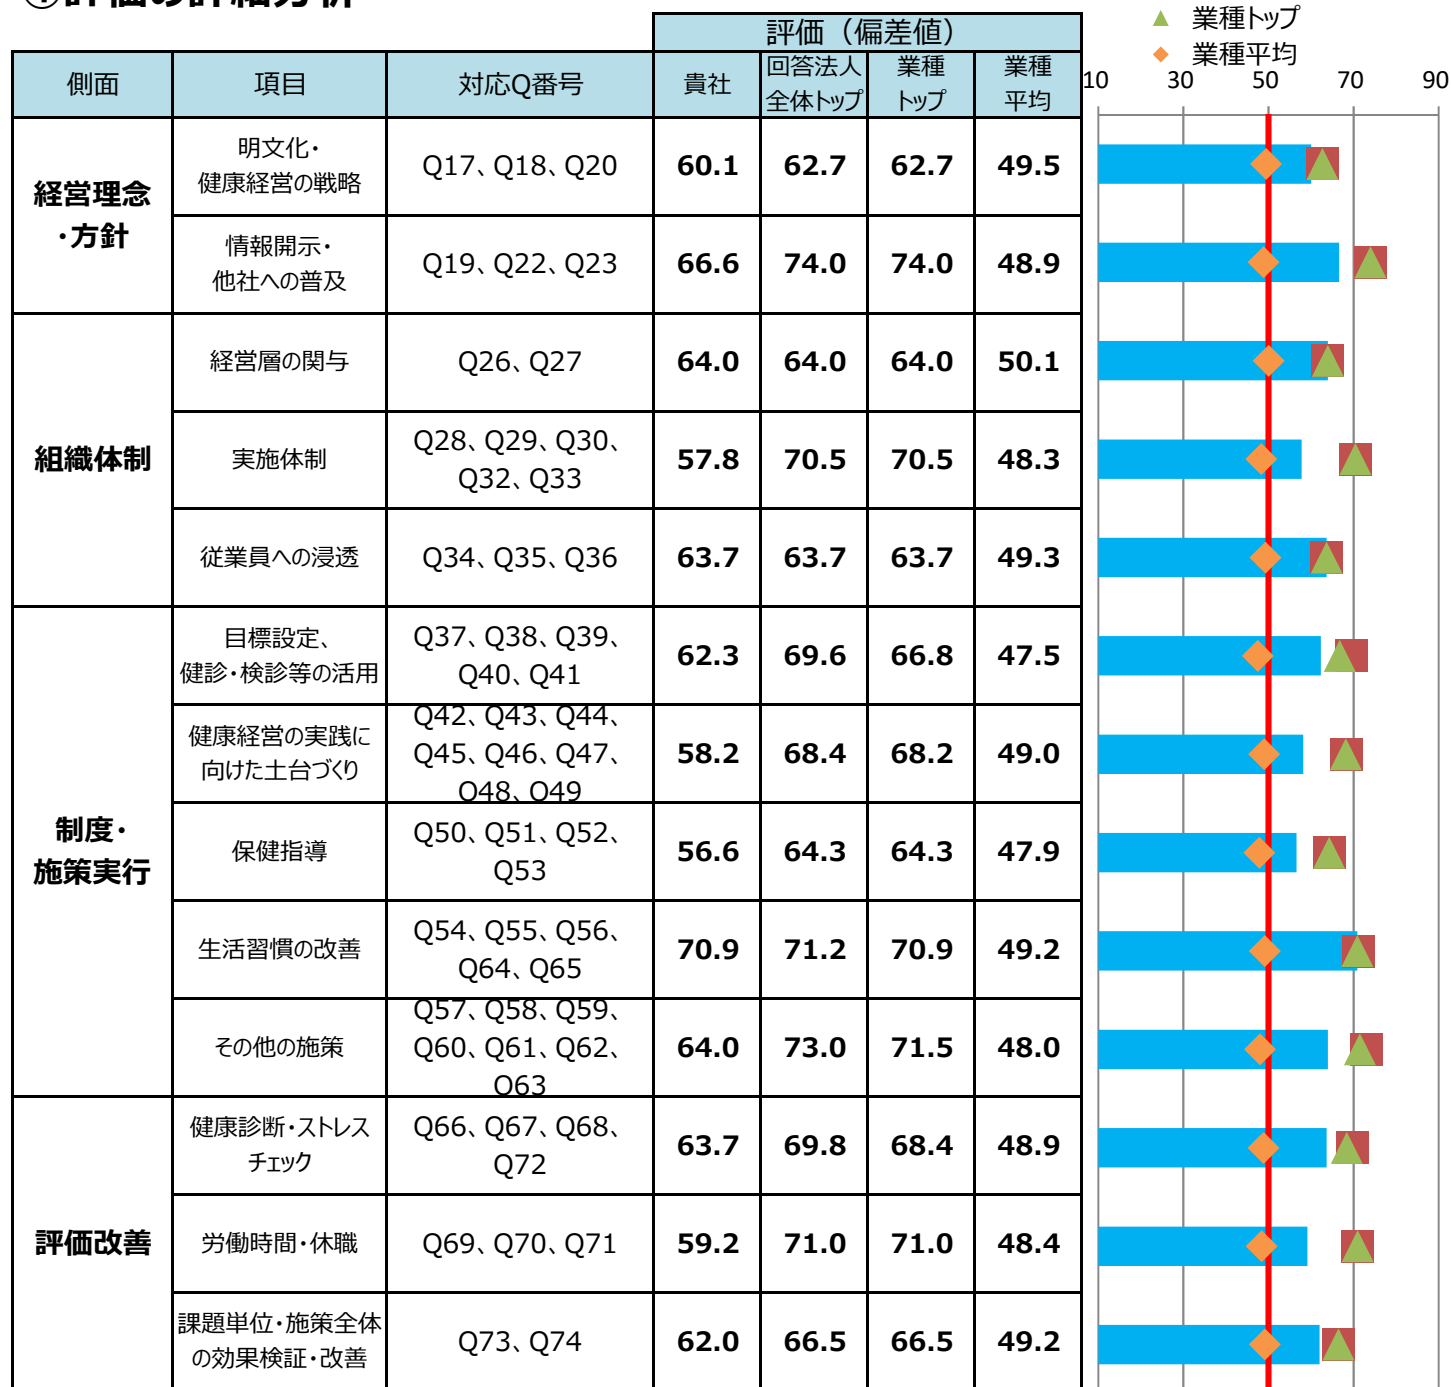 ①評価の詳細分析
▲ 業種トップ
◆ 業種平均
評価（偏差値）
側面 項目 対応Q番号 貴社 回答法人 業種 業種
全体トップ トップ 平均
10 30 50 70 90
経営理念
・方針
明文化・
健康経営の戦略
Q17、Q18、Q20 60.1 62.7 62.7 49.5
情報開示・
他社への普及
Q19、Q22、Q23 66.6 74.0 74.0 48.9
組織体制
経営層の関与 Q26、Q27 64.0 64.0 64.0 50.1
実施体制
Q28、Q29、Q30、
Q32、Q33
57.8 70.5 70.5 48.3
従業員への浸透 Q34、Q35、Q36 63.7 63.7 63.7 49.3
制度・
施策実行
目標設定、
健診・検診等の活用
Q37、Q38、Q39、
Q40、Q41
62.3 69.6 66.8 47.5
健康経営の実践に
向けた土台づくり
Q42、Q43、Q44、
Q45、Q46、Q47、
Q48、Q49
58.2 68.4 68.2 49.0
保健指導
Q50、Q51、Q52、
Q53
56.6 64.3 64.3 47.9
生活習慣の改善
Q54、Q55、Q56、
Q64、Q65
70.9 71.2 70.9 49.2
その他の施策
Q57、Q58、Q59、
Q60、Q61、Q62、
Q63
64.0 73.0 71.5 48.0
評価改善
健康診断・ストレス
チェック
Q66、Q67、Q68、
Q72
63.7 69.8 68.4 48.9
労働時間・休職 Q69、Q70、Q71 59.2 71.0 71.0 48.4
課題単位・施策全体
の効果検証・改善
Q73、Q74 62.0 66.5 66.5 49.2